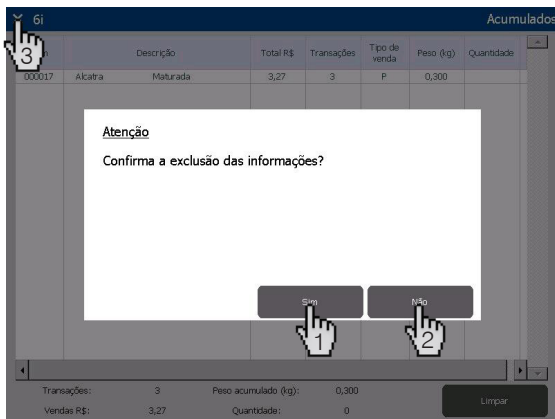 6i Acumulados
Descrição Total R$ Transações Tipo de venda Peso (kg) Quantidade
3
000017 Alcatra Maturada 3,27 3 P 0,300
Atenção
Confirma a exclusão das informações?
Sim Não
1 2
Transações: 3 Peso acumulado (kg): 0,300
Limpar
Vendas R$: 3,27 Quantidade: 0